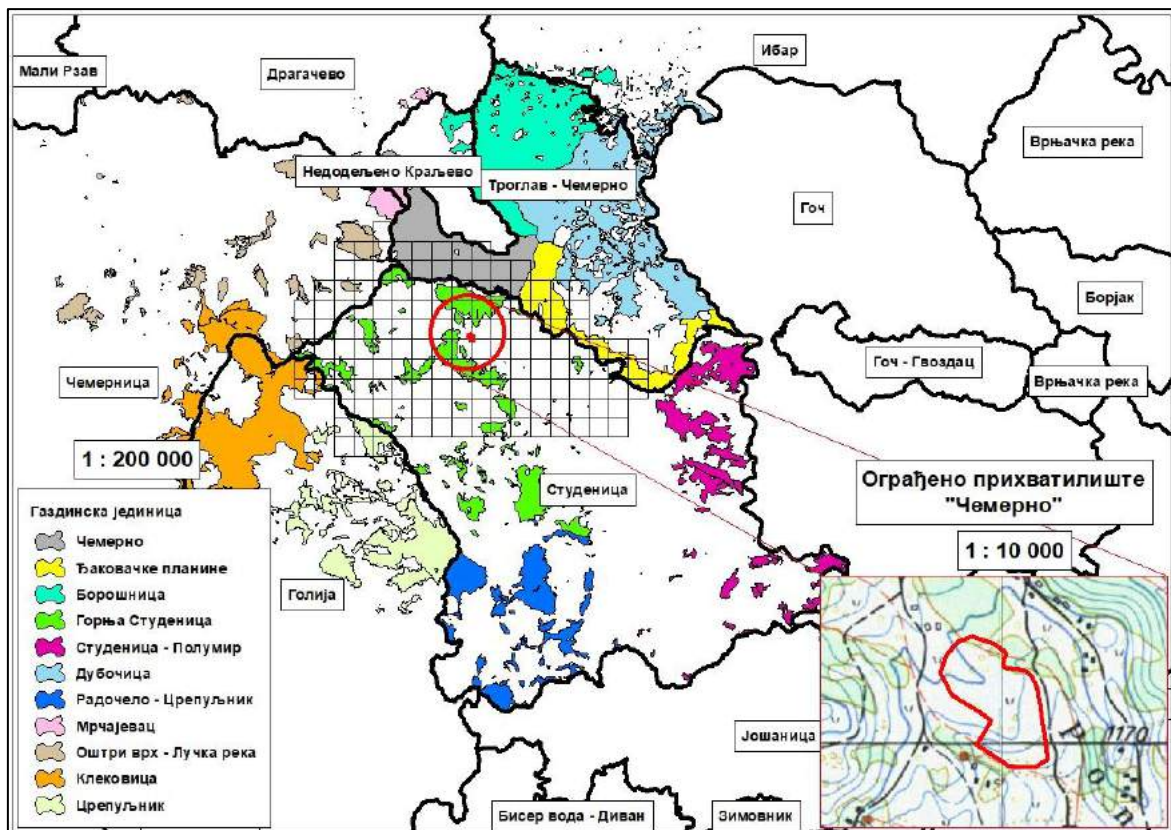 Ибар
Мали Рзав
Драгачево
Врњачка река
Недодељено Краљево
Троглав - Чемерно
Гоч
Борјак
Гоч - Гвоздац
Врњачка река
Чемерница
1 : 200 000
Студеница
Ограђено прихватилиште
"Чемерно"
1 : 10 000
Голија
Газдинска јединица
Чемерно
Ђаковачке планине
Борошница
Горња Студеница
Студеница - Полумир
Дубочица
Радочело - Црепуљник
Мрчајевац
Оштри врх - Лучка река
Клековица
Црепуљник
1170
Јошаница
Бисер вода - Диван
Зимовник